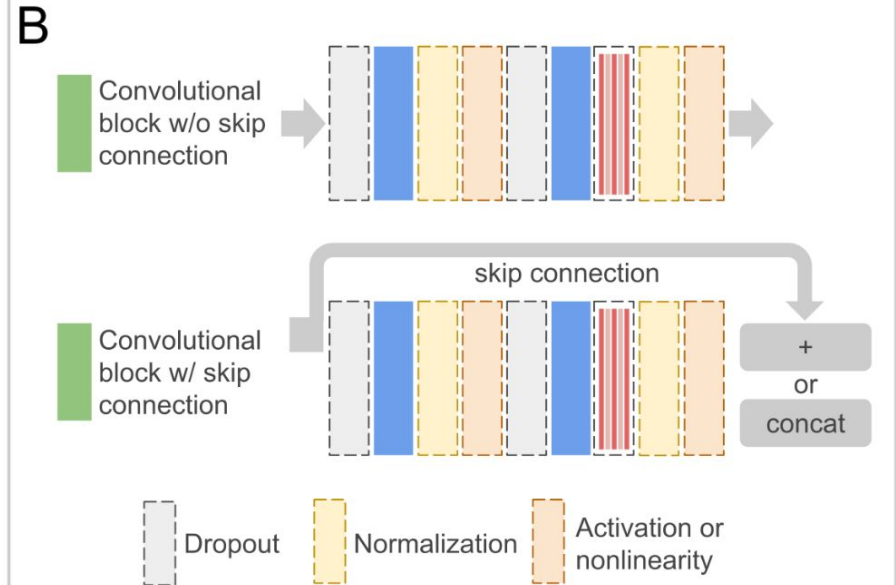 B
Convolutional
block w/o skip
connection
skip connection
Convolutional
block w/ skip
connection
+
or
concat
Dropout
Normalization
Activation or
nonlinearity